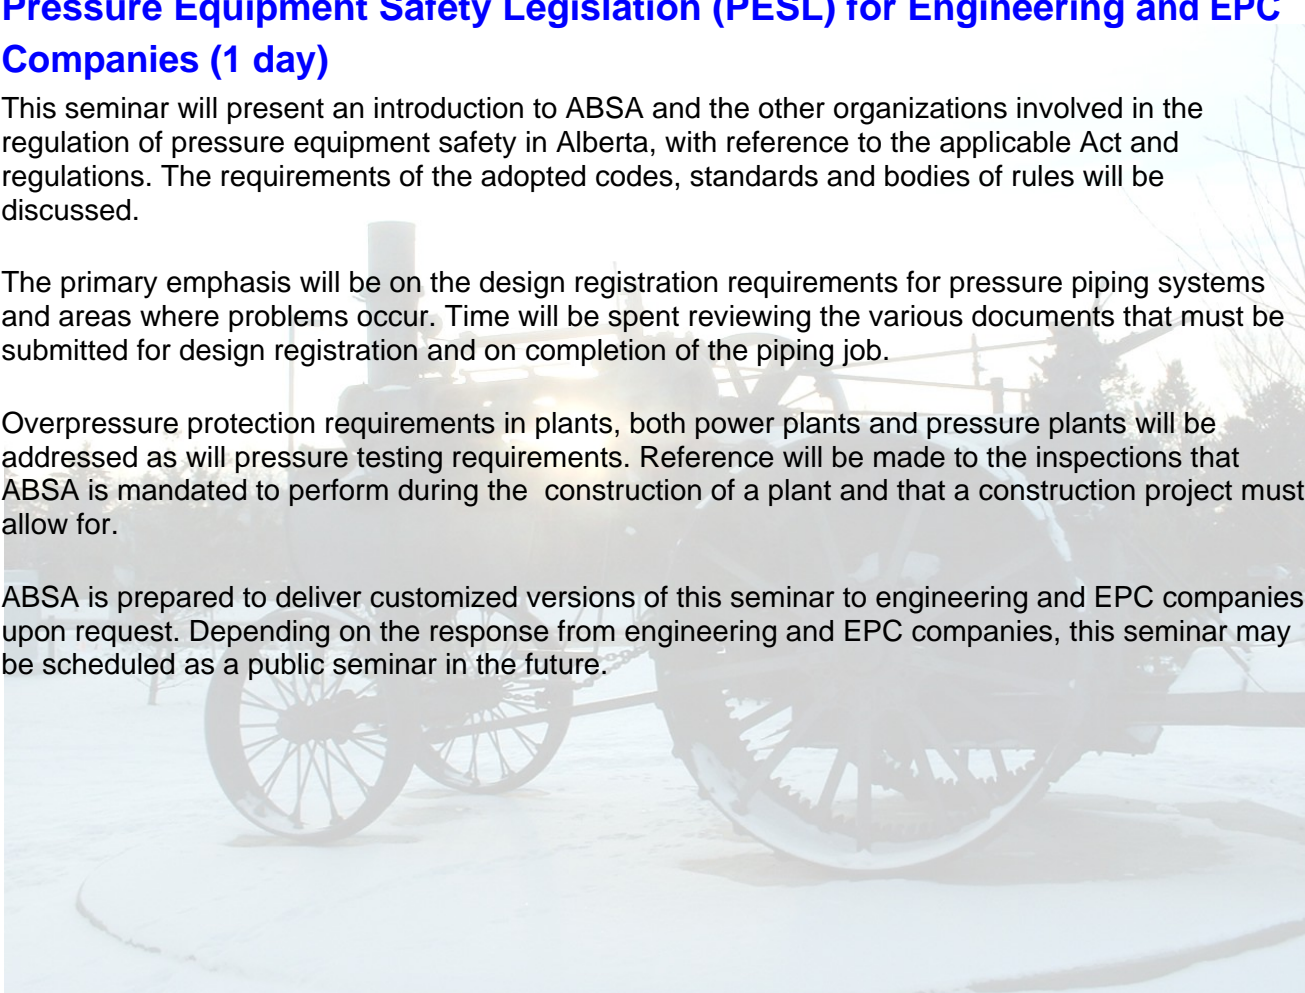 Pressure Equipment Safety Legislation (PESL) for Engineering and EPC
Companies (1 day)
This seminar will present an introduction to ABSA and the other organizations involved in the
regulation of pressure equipment safety in Alberta, with reference to the applicable Act and
regulations. The requirements of the adopted codes, standards and bodies of rules will be
discussed.
The primary emphasis will be on the design registration requirements for pressure piping systems
and areas where problems occur. Time will be spent reviewing the various documents that must be
submitted for design registration and on completion of the piping job.
Overpressure protection requirements in plants, both power plants and pressure plants will be
addressed as will pressure testing requirements. Reference will be made to the inspections that
ABSA is mandated to perform during the  construction of a plant and that a construction project must
allow for.
ABSA is prepared to deliver customized versions of this seminar to engineering and EPC companies
upon request. Depending on the response from engineering and EPC companies, this seminar may
be scheduled as a public seminar in the future.